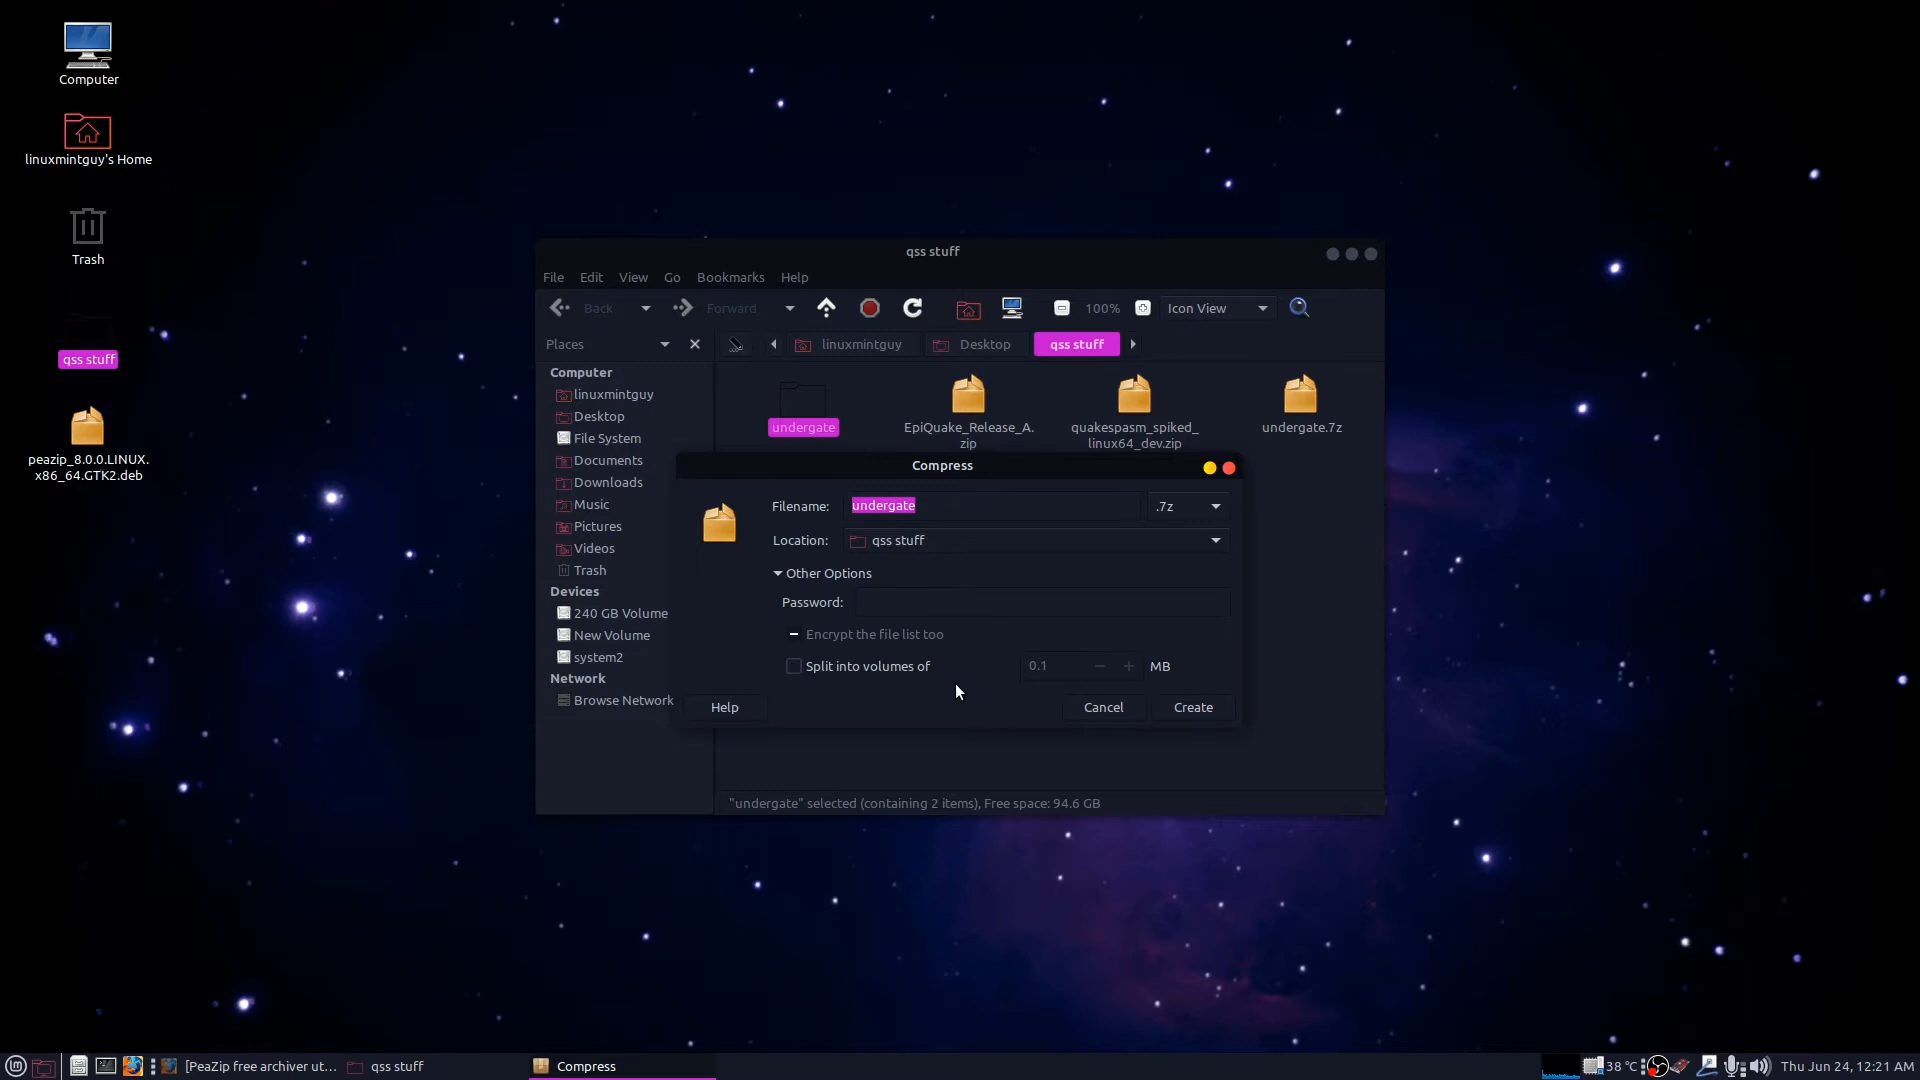 Computer
linuxmintguy's Home
Trash
qss stuff
peazip_8.0.0.LINUX.
x86_64.GTK2.deb
qss stuff
File Edit View Go Bookmarks Help
Back Forward 100% Icon View
Places linuxmintguy Desktop qss stuff
Computer
linuxmintguy
Desktop
File System
Documents
Downloads
Music
Pictures
Videos
Trash
Devices
240 GB Volume
New Volume
system2
Network
Browse Network
undergate
EpiQuake_Release_A.
zip
quakespasm_spiked_
linux64_dev.zip
undergate.7z
Compress
Filename: undergate .7z
Location: qss stuff
Other Options
Password:
Encrypt the file list too
Split into volumes of 0.1 MB
Help Cancel Create
"undergate" selected (containing 2 items), Free space: 94.6 GB
[PeaZip free archiver ut... qss stuff Compress 38 °C Thu Jun 24, 12:21 AM